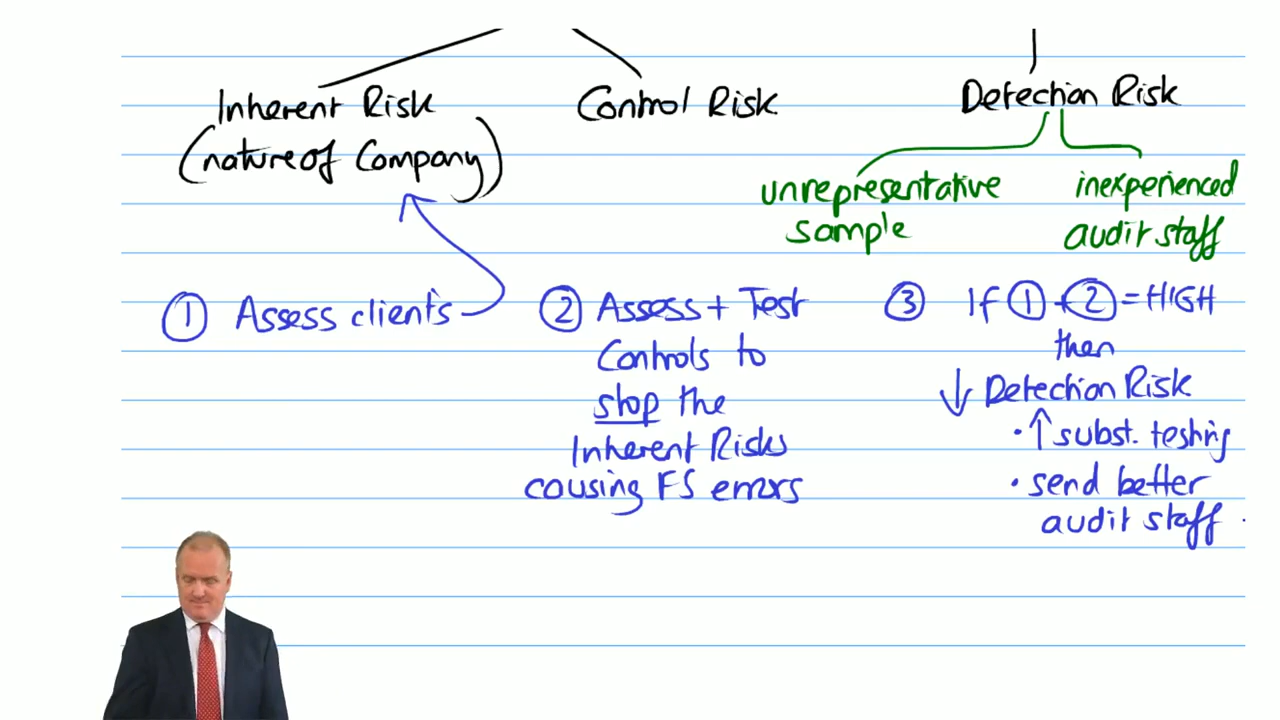 Inherent Risk
(nature of Company)
Control Risk
Detection Risk
unrepresentative
sample
inexperienced
audit staff
① Assess clients
② Assess + Test
Controls to
stop the
Inherent Risks
causing FS errors
③ If ① + ② = HIGH
then
↓ Detection Risk
• ↑ subst. testing
• send better
audit staff.